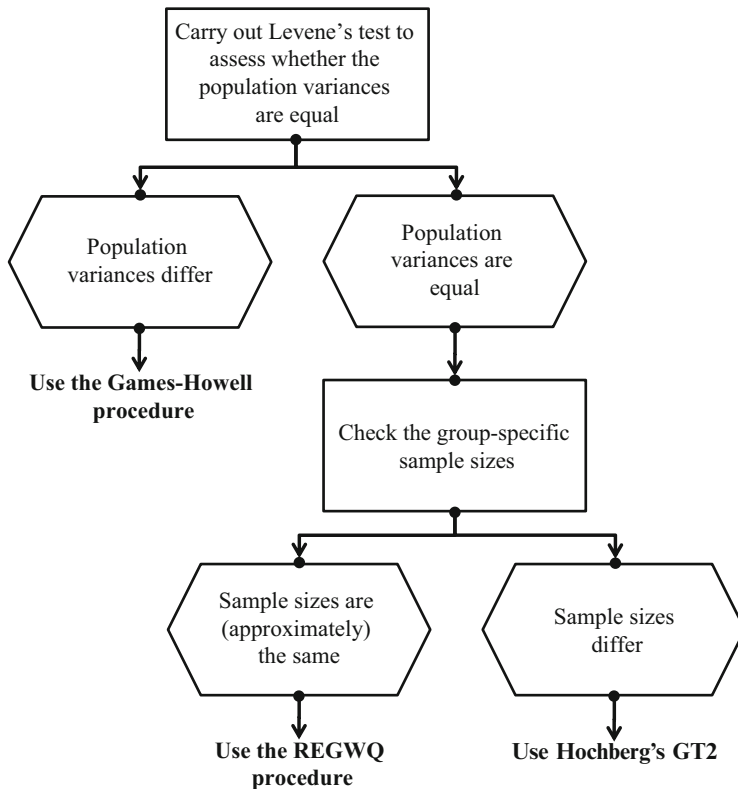 Carry out Levene's test to
assess whether the
population variances
are equal
Population
variances differ
Population
variances are
equal
Use the Games-Howell
procedure
Check the group-specific
sample sizes
Sample sizes are
(approximately)
the same
Sample sizes
differ
Use the REGWQ
procedure
Use Hochberg's GT2